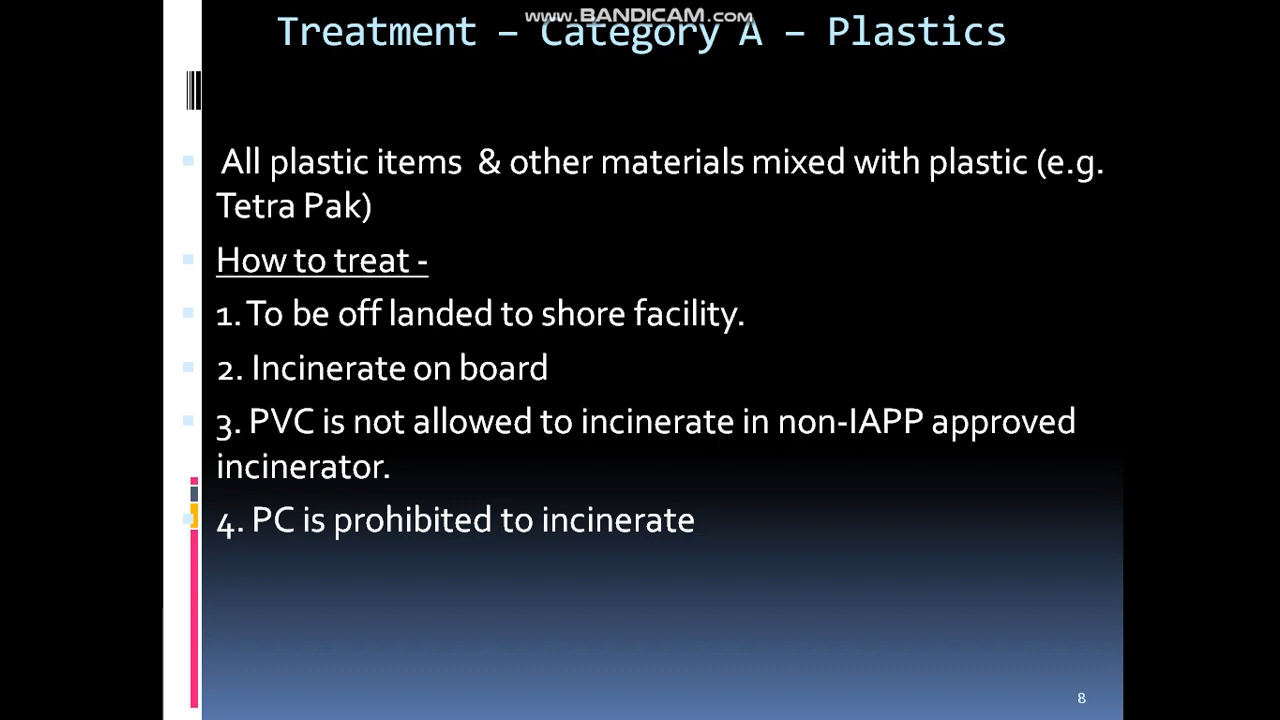 www.BANDICAM.com
Treatment – Category A – Plastics
All plastic items & other materials mixed with plastic (e.g.
Tetra Pak)
How to treat -
1. To be off landed to shore facility.
2. Incinerate on board
3. PVC is not allowed to incinerate in non-IAPP approved
incinerator.
4. PC is prohibited to incinerate
8